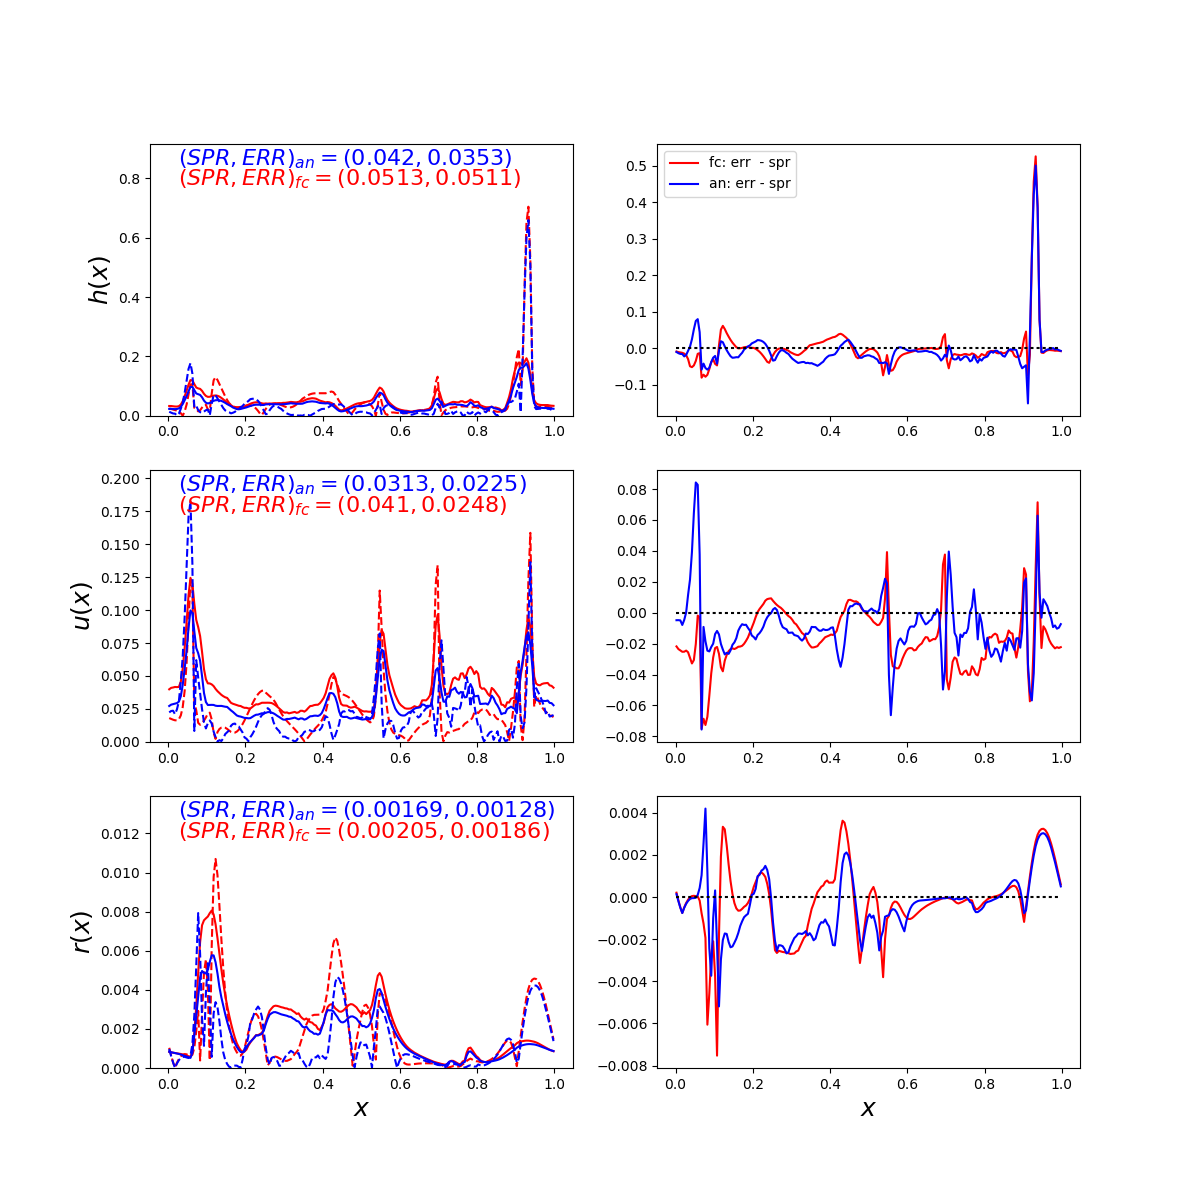 (SPR, ERR)an = (0.042, 0.0353)
(SPR, ERR)fc = (0.0513, 0.0511)
h(x)
0.8
0.6
0.4
0.2
0.0
0.0 0.2 0.4 0.6 0.8 1.0
fc: err - spr
an: err - spr
0.5
0.4
0.3
0.2
0.1
0.0
−0.1
0.0 0.2 0.4 0.6 0.8 1.0
(SPR, ERR)an = (0.0313, 0.0225)
(SPR, ERR)fc = (0.041, 0.0248)
u(x)
0.200
0.175
0.150
0.125
0.100
0.075
0.050
0.025
0.000
0.0 0.2 0.4 0.6 0.8 1.0
0.08
0.06
0.04
0.02
0.00
−0.02
−0.04
−0.06
−0.08
0.0 0.2 0.4 0.6 0.8 1.0
(SPR, ERR)an = (0.00169, 0.00128)
(SPR, ERR)fc = (0.00205, 0.00186)
r(x)
0.012
0.010
0.008
0.006
0.004
0.002
0.000
0.0 0.2 0.4 0.6 0.8 1.0
x
0.004
0.002
0.000
−0.002
−0.004
−0.006
−0.008
0.0 0.2 0.4 0.6 0.8 1.0
x